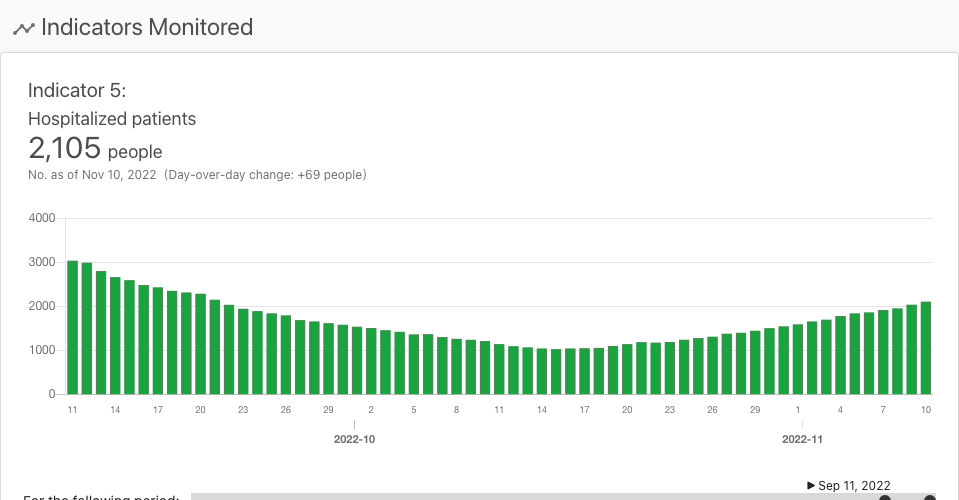 Indicators Monitored
Indicator 5:
Hospitalized patients
2,105 people
No. as of Nov 10, 2022 (Day-over-day change: +69 people)
4000
3000
2000
1000
0
11 14 17 20 23 26 29 2 5 8 11 14 17 20 23 26 29 1 4 7 10
2022-10 2022-11
Sep 11, 2022
For the following period: